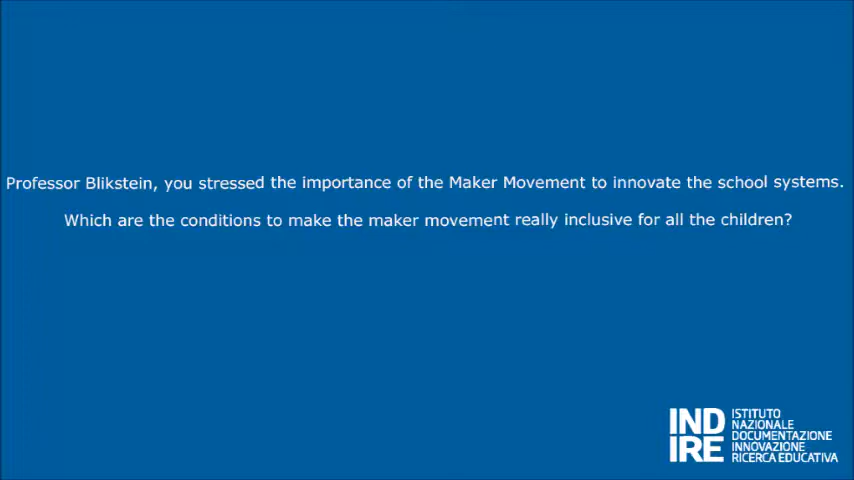 Professor Blikstein, you stressed the importance of the Maker Movement to innovate the school systems.
Which are the conditions to make the maker movement really inclusive for all the children?
IND
IRE
ISTITUTO
NAZIONALE
DOCUMENTAZIONE
INNOVAZIONE
RICERCA EDUCATIVA